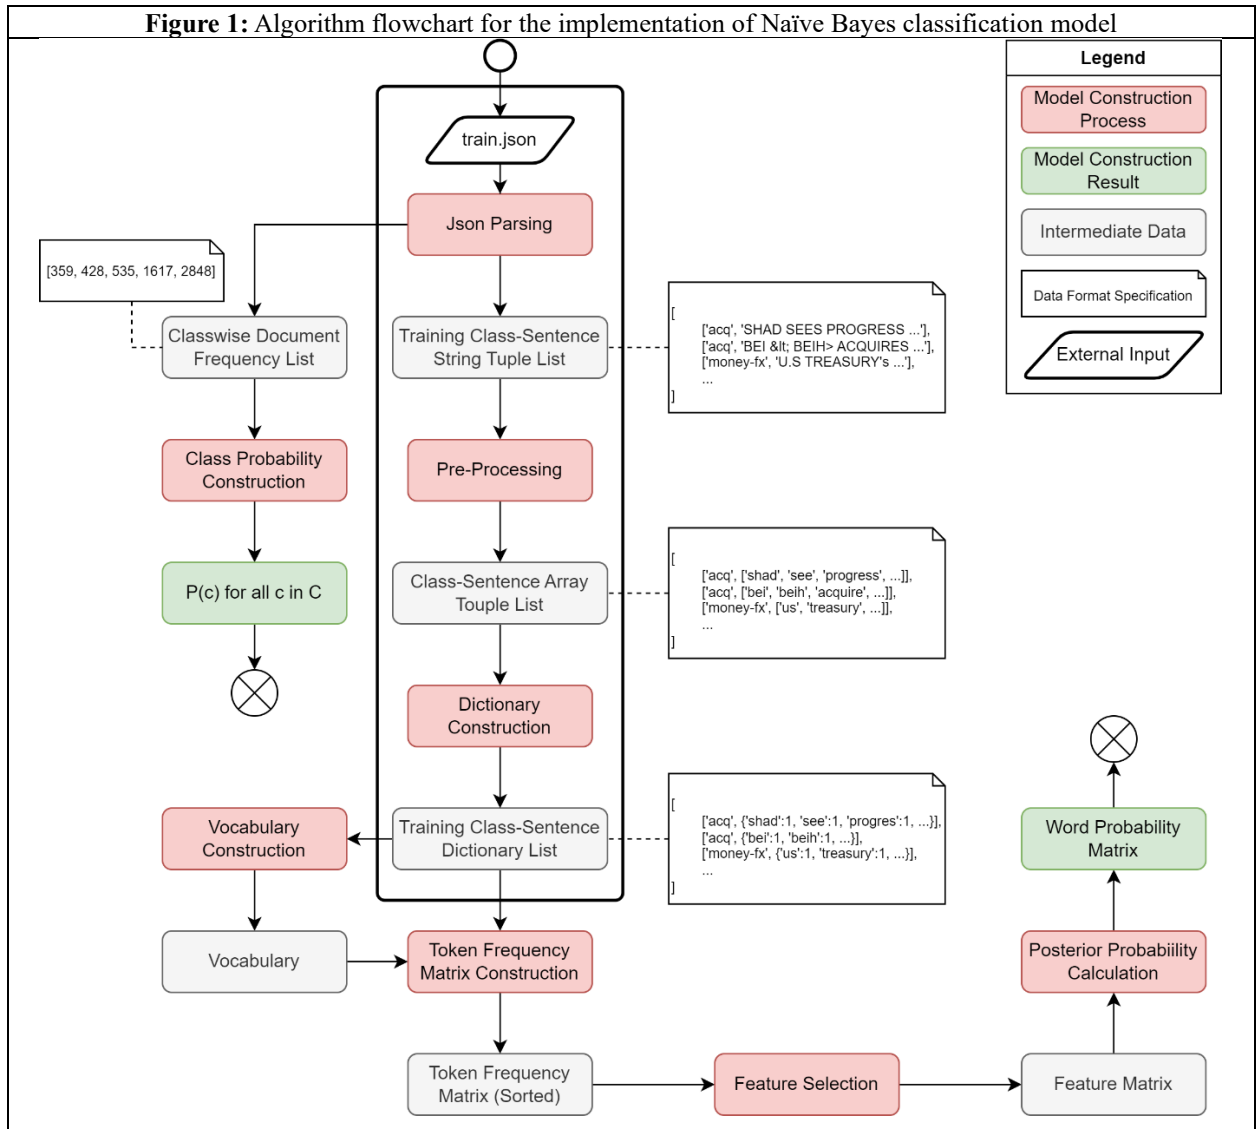 Figure 1: Algorithm flowchart for the implementation of Naïve Bayes classification model
Legend
Model Construction
Process
Model Construction
Result
Intermediate Data
Data Format Specification
External Input
train.json
Json Parsing
[359, 428, 535, 1617, 2848]
Classwise Document
Frequency List
Training Class-Sentence
String Tuple List
[
['acq', 'SHAD SEES PROGRESS ...'],
['acq', 'BEI &lt; BEIH> ACQUIRES ...'],
['money-fx', 'U.S TREASURY's ...'],
...
]
Class Probability
Construction
Pre-Processing
P(c) for all c in C
Class-Sentence Array
Touple List
[
['acq', ['shad', 'see', 'progress', ...]],
['acq', ['bei', 'beih', 'acquire', ...]],
['money-fx', ['us', 'treasury', ...]],
...
]
Dictionary
Construction
Vocabulary
Construction
Training Class-Sentence
Dictionary List
[
['acq', {'shad':1, 'see':1, 'progres':1, ...}],
['acq', {'bei':1, 'beih':1, ...}],
['money-fx', {'us':1, 'treasury':1, ...}],
...
]
Word Probability
Matrix
Vocabulary
Token Frequency
Matrix Construction
Posterior Probabiility
Calculation
Token Frequency
Matrix (Sorted)
Feature Selection
Feature Matrix